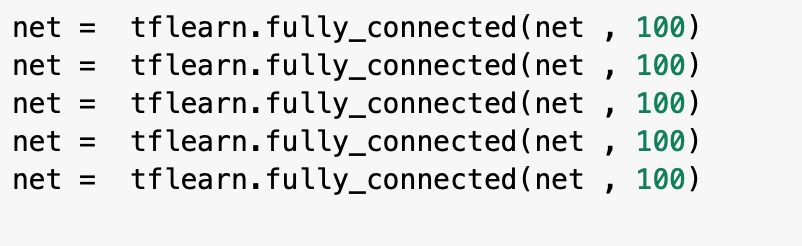 net =  tflearn.fully_connected(net , 100)
net =  tflearn.fully_connected(net , 100)
net =  tflearn.fully_connected(net , 100)
net =  tflearn.fully_connected(net , 100)
net =  tflearn.fully_connected(net , 100)